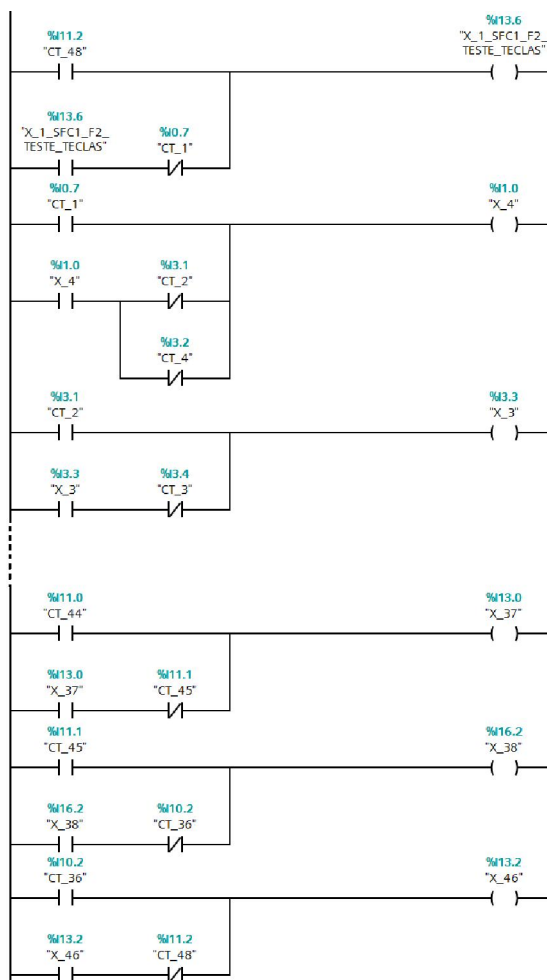 %I11.2
"CT_48"
%I13.6
"X_1_SFC1_F2_
TESTE_TECLAS"
%I13.6
"X_1_SFC1_F2_
TESTE_TECLAS"
%I0.7
"CT_1"
%I0.7
"CT_1"
%I1.0
"X_4"
%I1.0
"X_4"
%I3.1
"CT_2"
%I3.2
"CT_4"
%I3.1
"CT_2"
%I3.3
"X_3"
%I3.3
"X_3"
%I3.4
"CT_3"
%I11.0
"CT_44"
%I13.0
"X_37"
%I13.0
"X_37"
%I11.1
"CT_45"
%I11.1
"CT_45"
%I16.2
"X_38"
%I16.2
"X_38"
%I10.2
"CT_36"
%I10.2
"CT_36"
%I13.2
"X_46"
%I13.2
"X_46"
%I11.2
"CT_48"